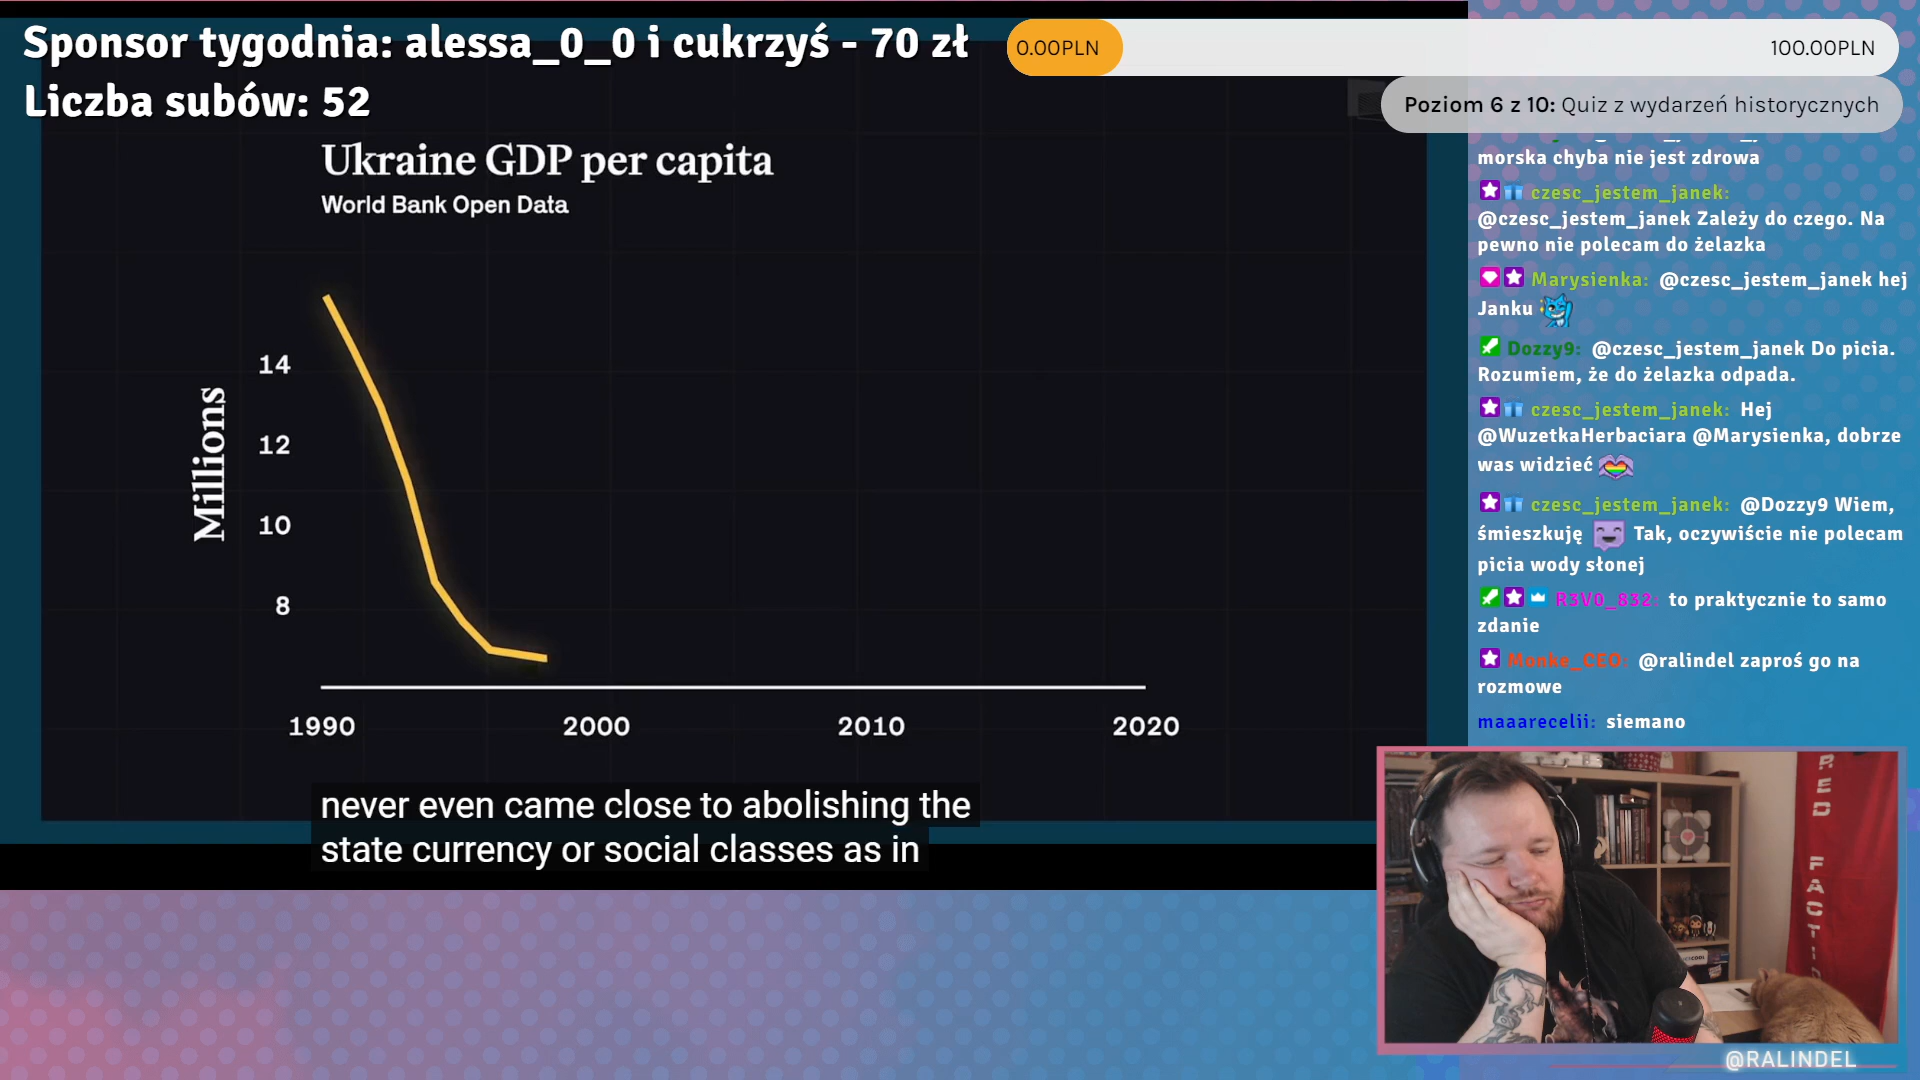 Sponsor tygodnia: alessa_0_0 i cukrzyś - 70 zł
Liczba subów: 52
0.00PLN
100.00PLN
Poziom 6 z 10: Quiz z wydarzeń historycznych
Ukraine GDP per capita
World Bank Open Data
Millions
14
12
10
8
1990
2000
2010
2020
never even came close to abolishing the
state currency or social classes as in
morska chyba nie jest zdrowa
czesc_jestem_janek:
@czesc_jestem_janek Zależy do czego. Na
pewno nie polecam do żelazka
Marysienka: @czesc_jestem_janek hej
Janku
Dozzy9: @czesc_jestem_janek Do picia.
Rozumiem, że do żelazka odpada.
czesc_jestem_janek: Hej
@WuzetkaHerbaciara @Marysienka, dobrze
was widzieć
czesc_jestem_janek: @Dozzy9 Wiem,
śmieszkuję Tak, oczywiście nie polecam
picia wody słonej
R3V0_832: to praktycznie to samo
zdanie
Monke_CEO: @ralindel zaproś go na
rozmowe
maaarecelii: siemano
RED FACTI
@RALINDEL